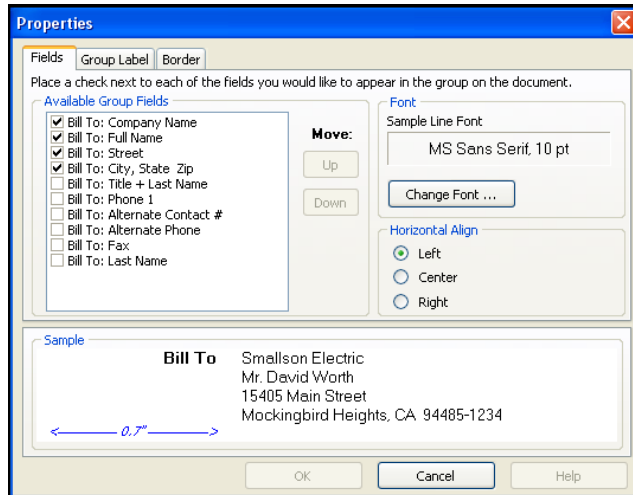 Properties
Fields Group Label Border
Place a check next to each of the fields you would like to appear in the group on the document.
Available Group Fields
Bill To: Company Name
Bill To: Full Name
Bill To: Street
Bill To: City, State Zip
Bill To: Title + Last Name
Bill To: Phone 1
Bill To: Alternate Contact #
Bill To: Alternate Phone
Bill To: Fax
Bill To: Last Name
Move:
Up
Down
Font
Sample Line Font
MS Sans Serif, 10 pt
Change Font ...
Horizontal Align
Left
Center
Right
Sample
Bill To Smallson Electric
Mr. David Worth
15405 Main Street
Mockingbird Heights, CA 94485-1234
0.7"
OK Cancel Help